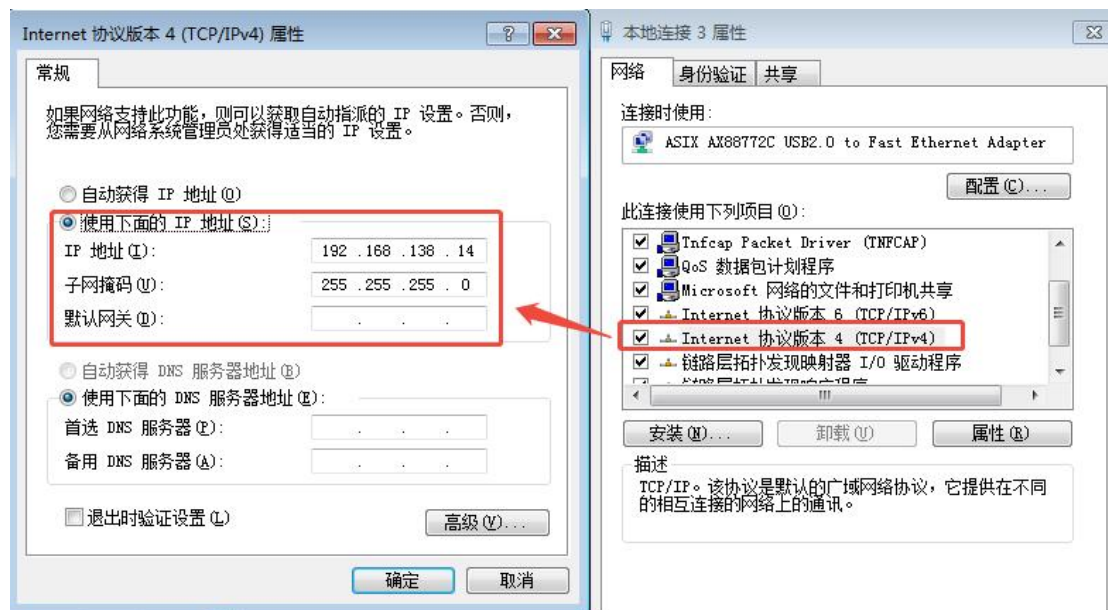 Internet 协议版本 4 (TCP/IPv4) 属性
常规
如果网络支持此功能，则可以获取自动指派的 IP 设置。否则，
您需要从网络系统管理员处获得适当的 IP 设置。
自动获得 IP 地址(O)
使用下面的 IP 地址(S):
IP 地址(I): 192 .168 .138 . 14
子网掩码(U): 255 .255 .255 . 0
默认网关(D): . . .
自动获得 DNS 服务器地址(B)
使用下面的 DNS 服务器地址(E):
首选 DNS 服务器(P): . . .
备用 DNS 服务器(A): . . .
退出时验证设置(L)
高级(V)...
确定 取消
本地连接 3 属性
网络 身份验证 共享
连接时使用:
ASIX AX88772C USB2.0 to Fast Ethernet Adapter
配置(C)...
此连接使用下列项目(O):
Tnfcap Packet Driver (TNFCAP)
QoS 数据包计划程序
Microsoft 网络的文件和打印机共享
Internet 协议版本 6 (TCP/IPv6)
Internet 协议版本 4 (TCP/IPv4)
链路层拓扑发现映射器 I/O 驱动程序
链路层拓扑发现响应程序
安装(N)... 卸载(U) 属性(R)
描述
TCP/IP。该协议是默认的广域网络协议，它提供在不同
的相互连接的网络上的通讯。